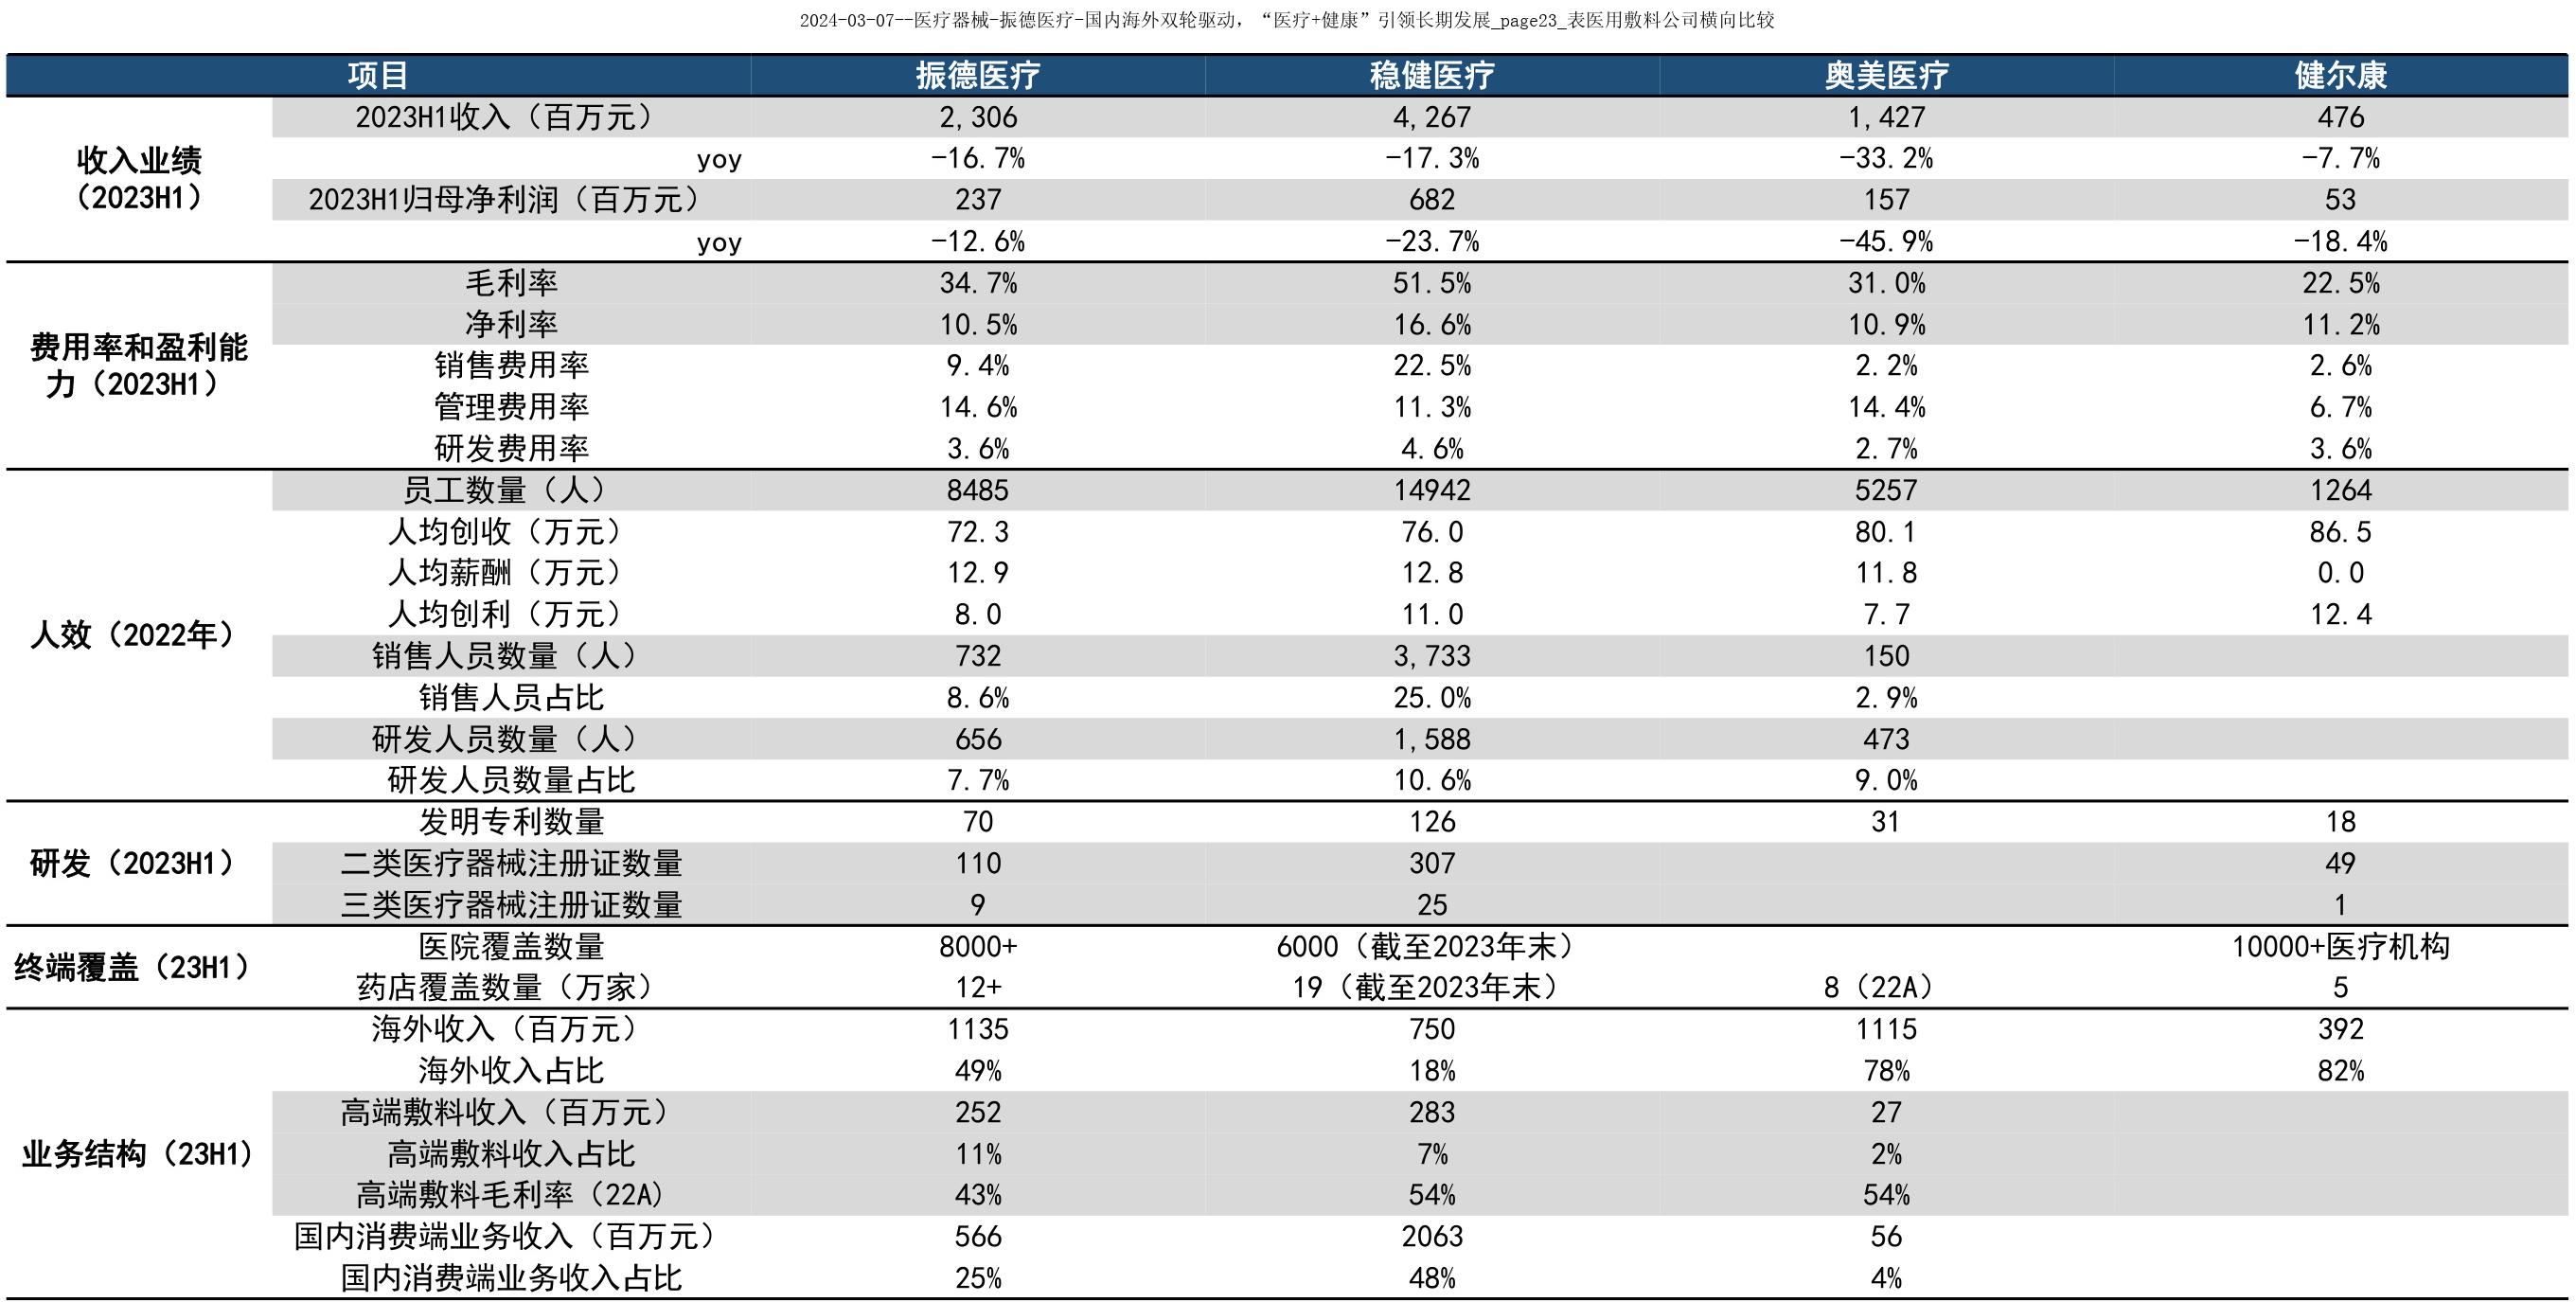 2024-03-07--医疗器械-振德医疗-国内海外双轮驱动，“医疗+健康”引领长期发展_page23_表医用敷料公司横向比较
项目 振德医疗 稳健医疗 奥美医疗 健尔康
收入业绩（2023H1）
2023H1收入（百万元） 2,306 4,267 1,427 476
yoy -16.7% -17.3% -33.2% -7.7%
2023H1归母净利润（百万元） 237 682 157 53
yoy -12.6% -23.7% -45.9% -18.4%
费用率和盈利能力（2023H1）
毛利率 34.7% 51.5% 31.0% 22.5%
净利率 10.5% 16.6% 10.9% 11.2%
销售费用率 9.4% 22.5% 2.2% 2.6%
管理费用率 14.6% 11.3% 14.4% 6.7%
研发费用率 3.6% 4.6% 2.7% 3.6%
人效（2022年）
员工数量（人） 8485 14942 5257 1264
人均创收（万元） 72.3 76.0 80.1 86.5
人均薪酬（万元） 12.9 12.8 11.8 0.0
人均创利（万元） 8.0 11.0 7.7 12.4
销售人员数量（人） 732 3,733 150
销售人员占比 8.6% 25.0% 2.9%
研发人员数量（人） 656 1,588 473
研发人员数量占比 7.7% 10.6% 9.0%
研发（2023H1）
发明专利数量 70 126 31 18
二类医疗器械注册证数量 110 307 49
三类医疗器械注册证数量 9 25 1
终端覆盖（23H1）
医院覆盖数量 8000+ 6000（截至2023年末） 10000+医疗机构
药店覆盖数量（万家） 12+ 19（截至2023年末） 8（22A） 5
业务结构（23H1）
海外收入（百万元） 1135 750 1115 392
海外收入占比 49% 18% 78% 82%
高端敷料收入（百万元） 252 283 27
高端敷料收入占比 11% 7% 2%
高端敷料毛利率（22A） 43% 54% 54%
国内消费端业务收入（百万元） 566 2063 56
国内消费端业务收入占比 25% 48% 4%